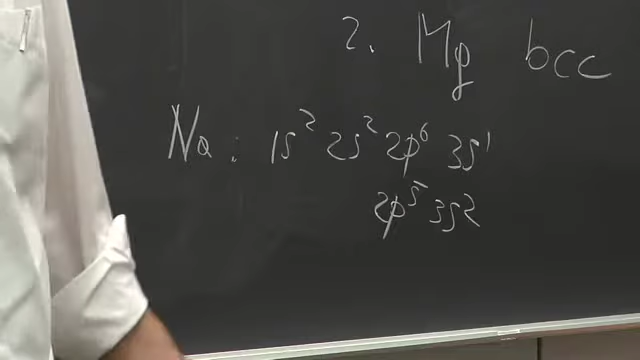 2. Mg bcc
Na: 1s² 2s² 2p⁶ 3s¹
2p⁵ 3s2